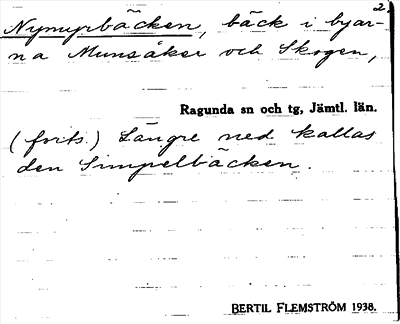 2.
Nymyrbäcken, bäck i byar-
na Munsåker och Skogen,
Ragunda sn och tg, Jämtl. län.
(forts.) Längre ned kallas
den Simpelbäcken.
BERTIL FLEMSTRÖM 1938.